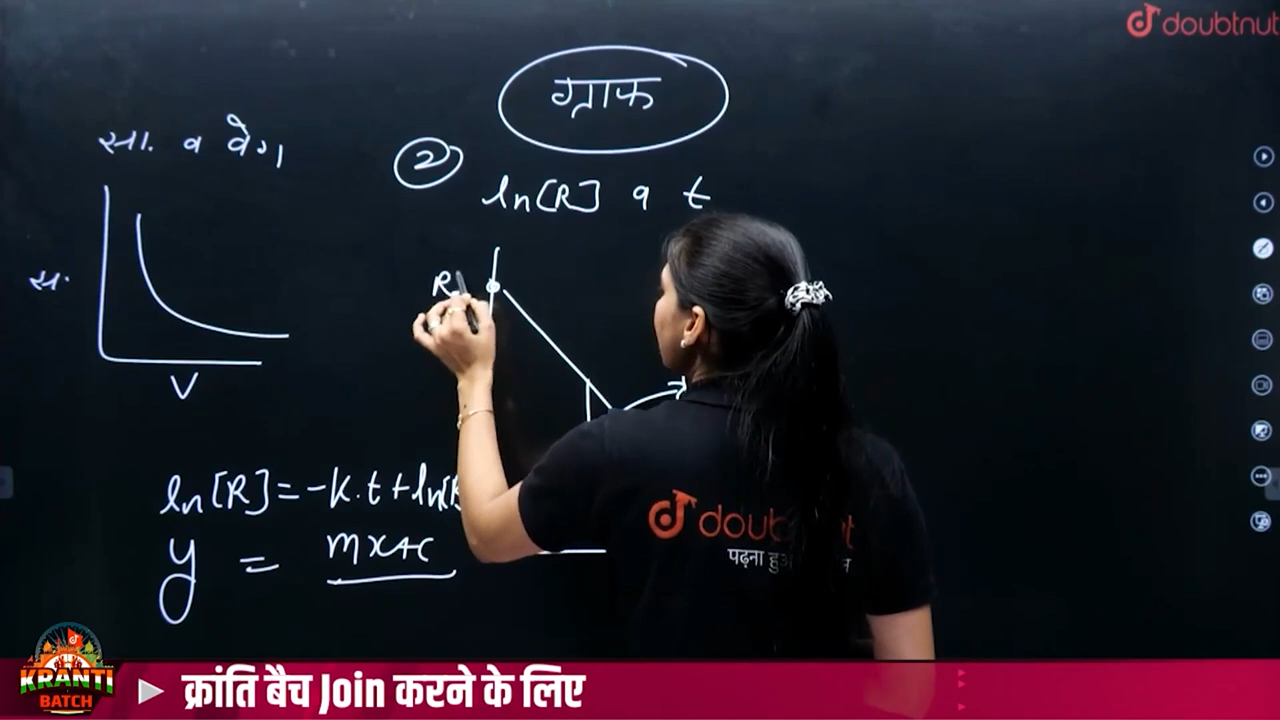 doubtnut
ग्राफ
सा. व वेग
2
ln[R] व t
सा.
R
V
ln[R]=-k.t+ln[R
y = mx+c
doubtnut
पढ़ना हुआ
KRANTI
BATCH
क्रांति बैच Join करने के लिए